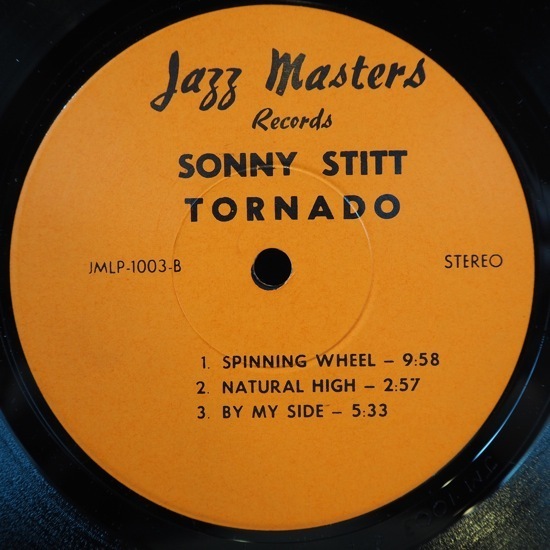 Jazz Masters
Records
SONNY STITT
TORNADO
JMLP-1003-B
STEREO
1. SPINNING WHEEL – 9:58
2. NATURAL HIGH – 2:57
3. BY MY SIDE – 5:33